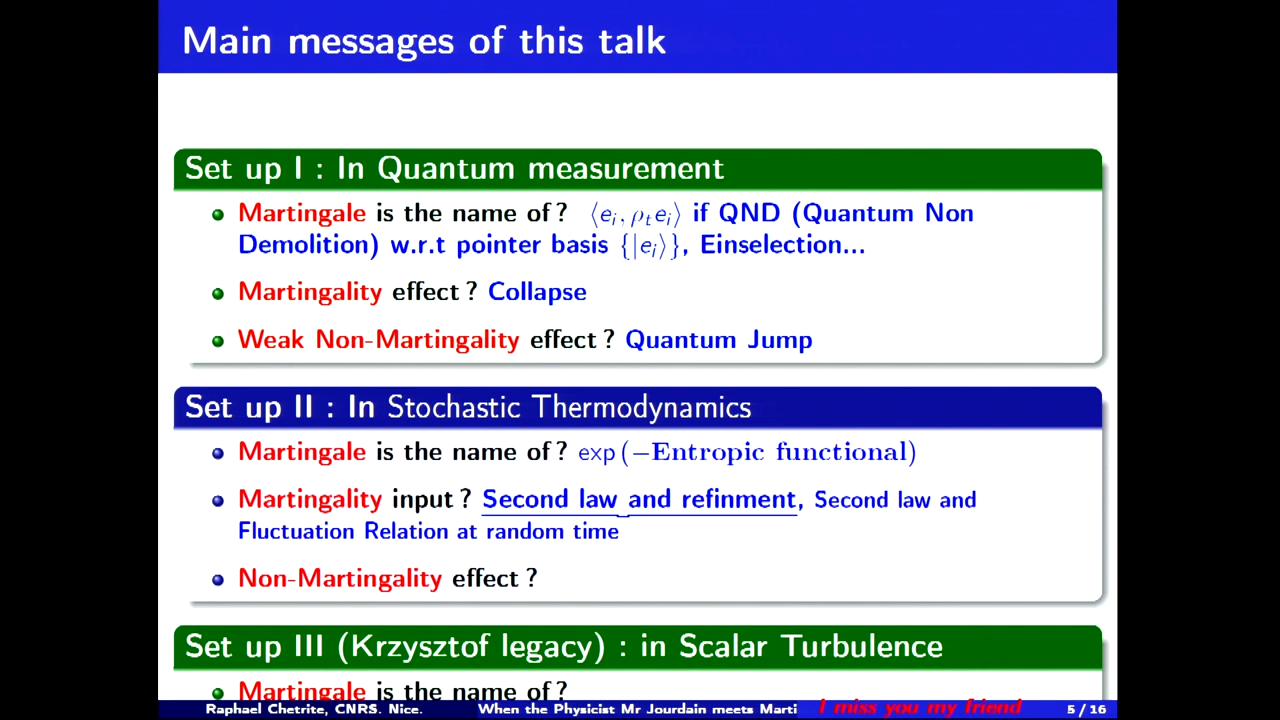 Main messages of this talk
Set up I : In Quantum measurement
Martingale is the name of ? ⟨e_i, ρ_t e_i⟩ if QND (Quantum Non
Demolition) w.r.t pointer basis {|e_i⟩}, Einselection...
Martingality effect ? Collapse
Weak Non-Martingality effect ? Quantum Jump
Set up II : In Stochastic Thermodynamics
Martingale is the name of ? exp (−Entropic functional)
Martingality input ? Second law and refinment, Second law and
Fluctuation Relation at random time
Non-Martingality effect ?
Set up III (Krzysztof legacy) : in Scalar Turbulence
Martingale is the name of ?
Raphael Chetrite, CNRS. Nice. When the Physicist Mr Jourdain meets Marti I miss you my friend 5 / 16